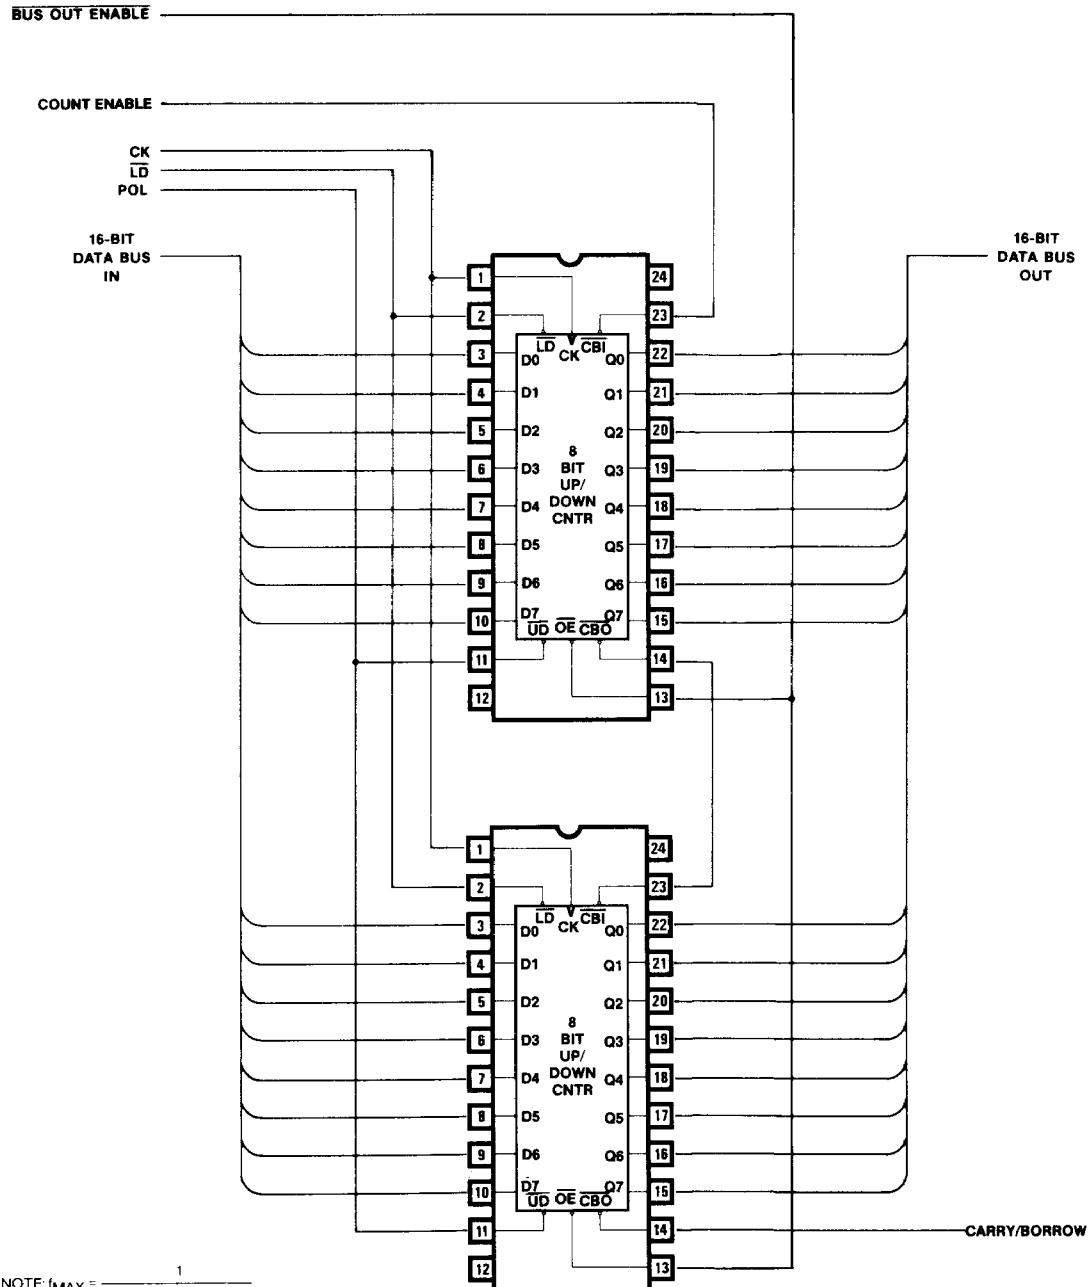 BUS OUT ENABLE
COUNT ENABLE
CK
LD
POL
16-BIT
DATA BUS
IN
16-BIT
DATA BUS
OUT
1
24
2
23
LD CK CBI
3 D0 Q0 22
4 D1 Q1 21
5 D2 Q2 20
6 D3 Q3 19
7 D4 Q4 18
8 D5 Q5 17
9 D6 Q6 16
10 D7 Q7 15
8
BIT
UP/
DOWN
CNTR
UD OE CBO
11
14
12
13
1
24
2
23
LD CK CBI
3 D0 Q0 22
4 D1 Q1 21
5 D2 Q2 20
6 D3 Q3 19
7 D4 Q4 18
8 D5 Q5 17
9 D6 Q6 16
10 D7 Q7 15
8
BIT
UP/
DOWN
CNTR
UD OE CBO
11
14
CARRY/BORROW
12
13
NOTE: fMAX = 1